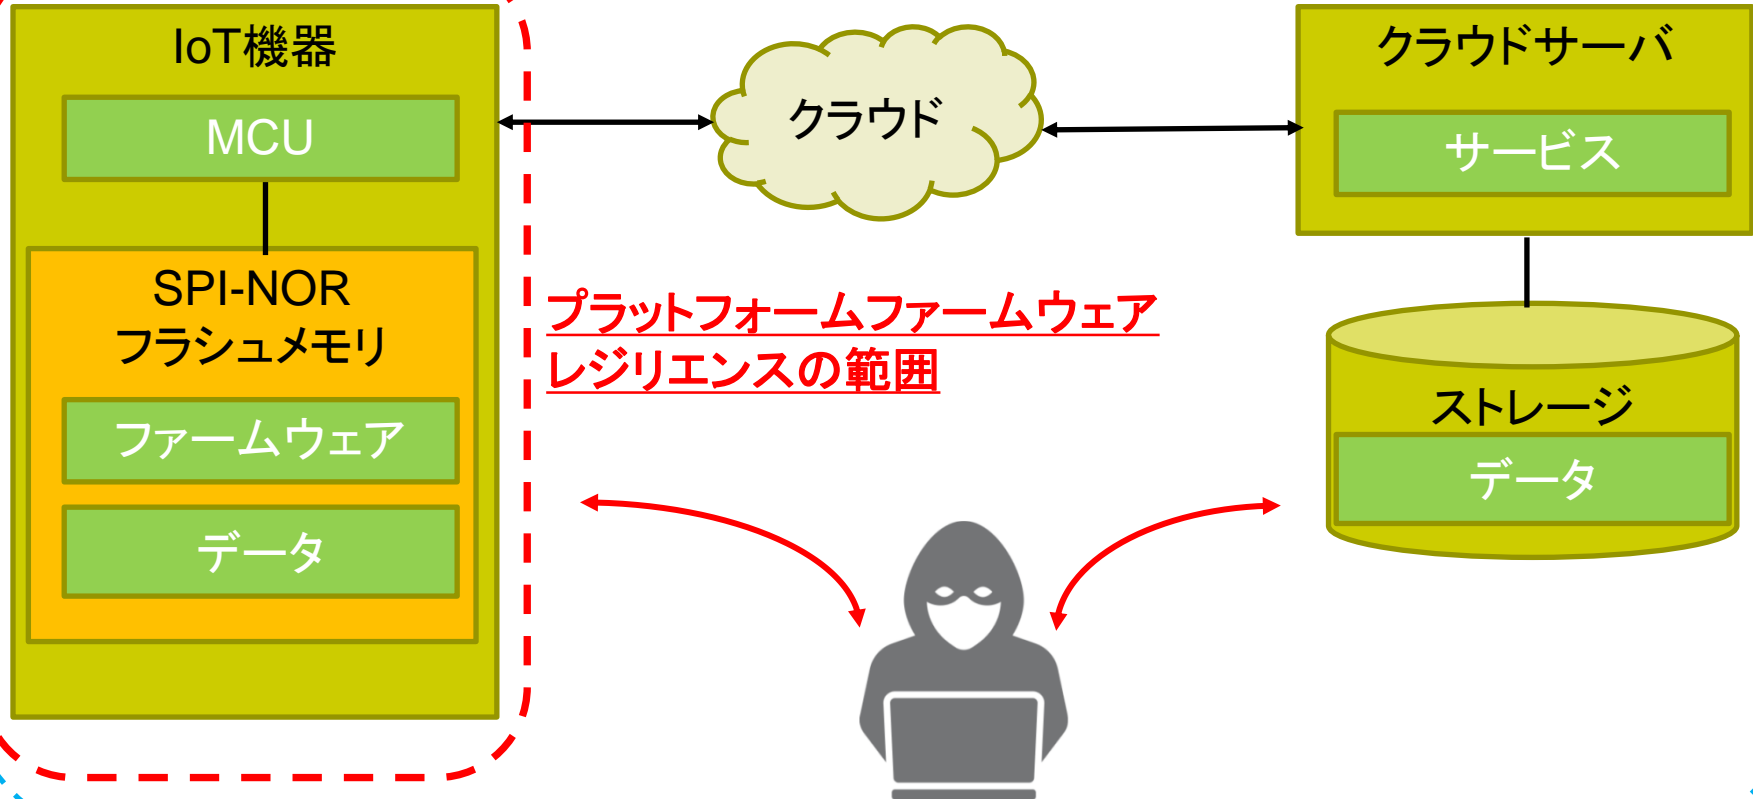 IoT機器
MCU
SPI-NOR
フラシュメモリ
ファームウェア
データ
クラウド
プラットフォームファームウェア
レジリエンスの範囲
クラウドサーバ
サービス
ストレージ
データ